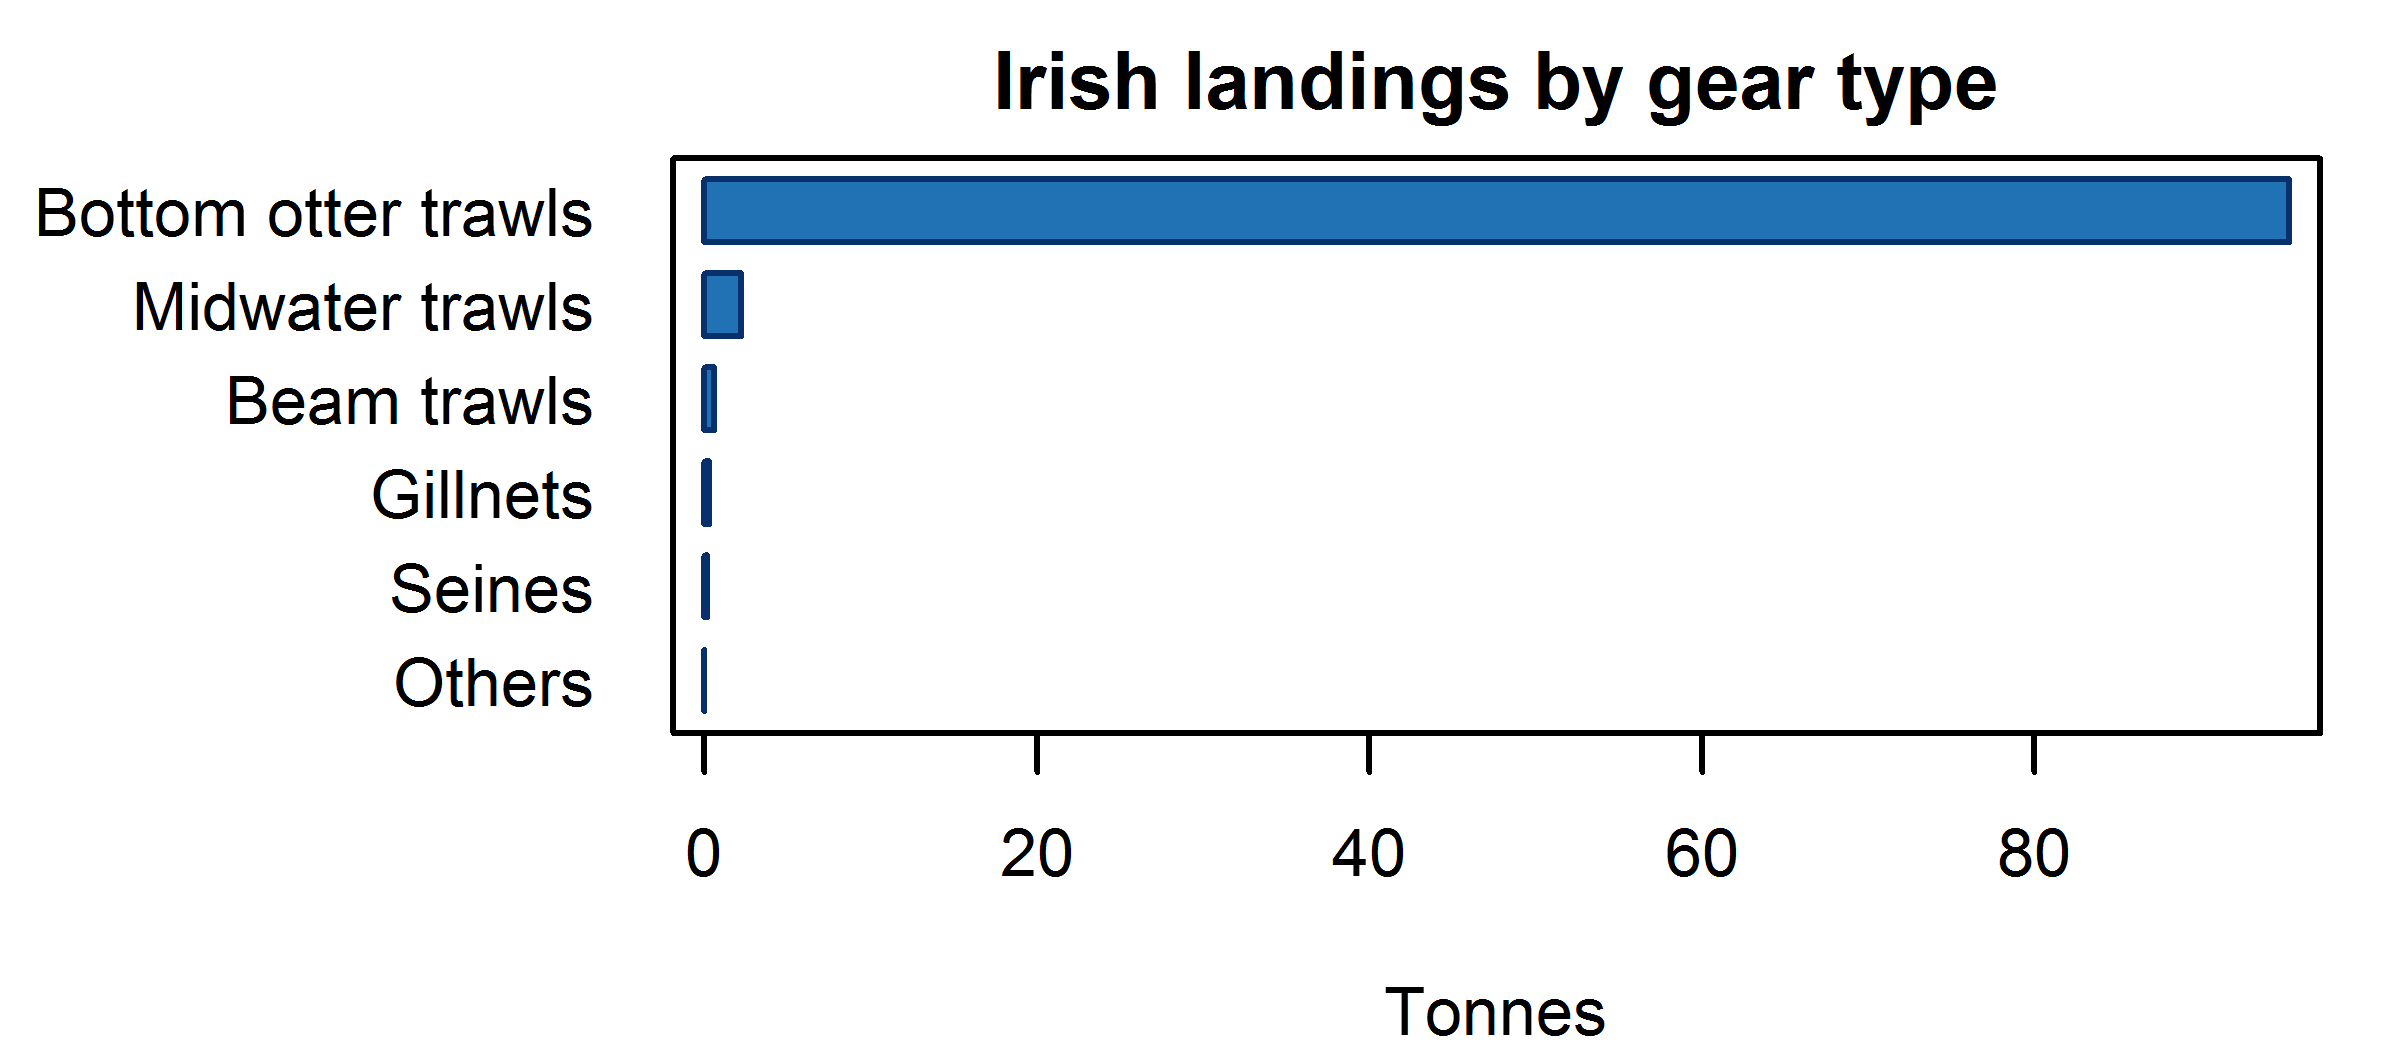 Irish landings by gear type
Bottom otter trawls
Midwater trawls
Beam trawls
Gillnets
Seines
Others
0 20 40 60 80
Tonnes